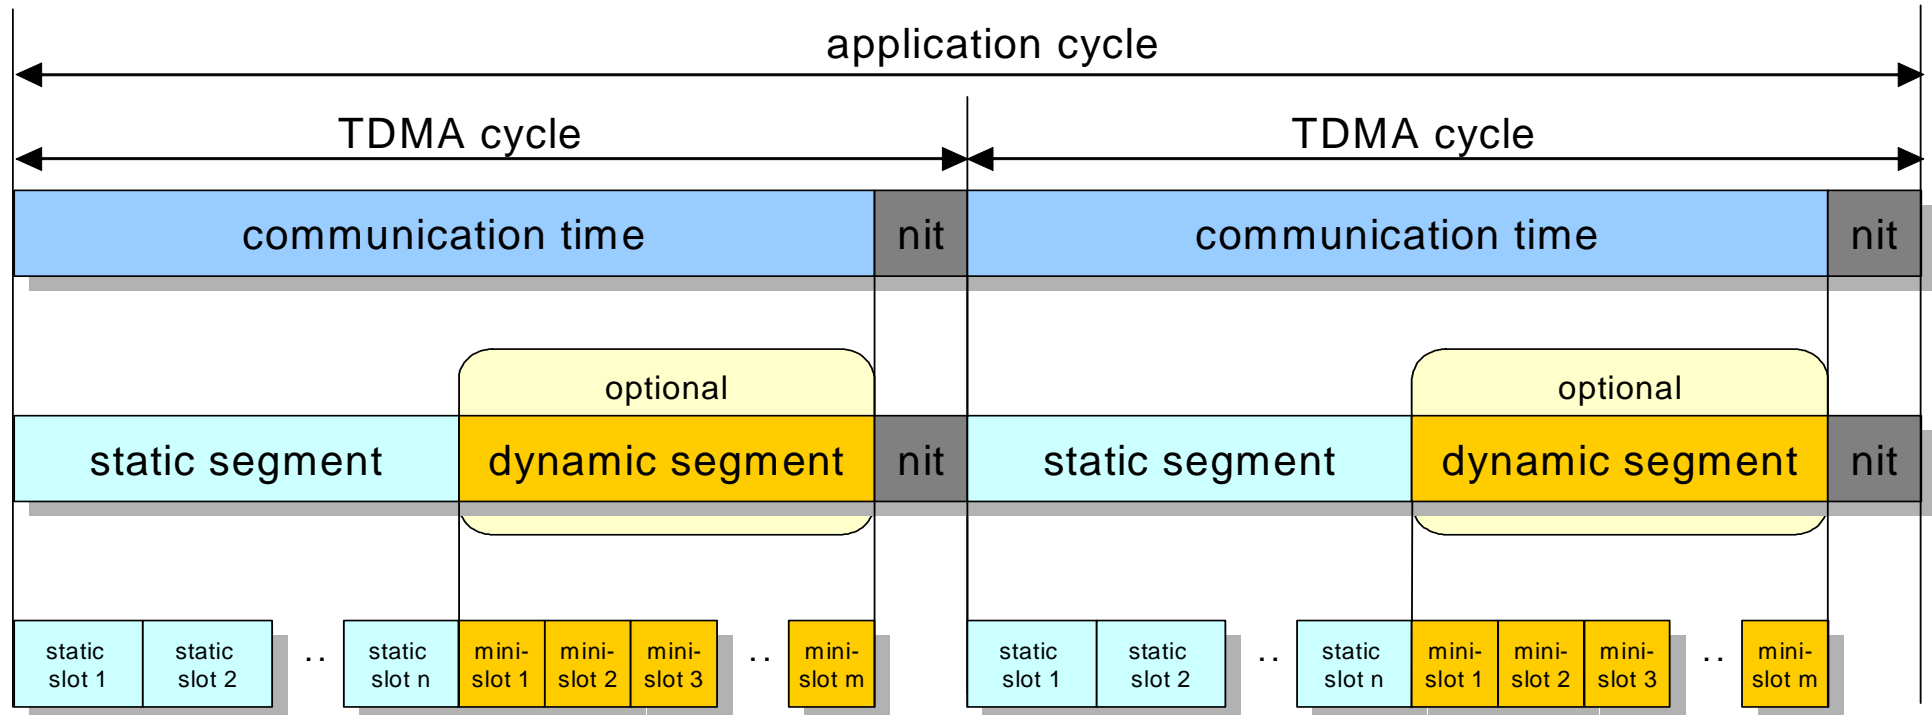 application cycle
TDMA cycle TDMA cycle
communication time nit communication time nit
optional optional
static segment dynamic segment nit static segment dynamic segment nit
static static .. static mini- mini- mini- .. mini- static static .. static mini- mini- mini- .. mini-
slot 1 slot 2 slot n slot 1 slot 2 slot 3 slot m slot 1 slot 2 slot n slot 1 slot 2 slot 3 slot m